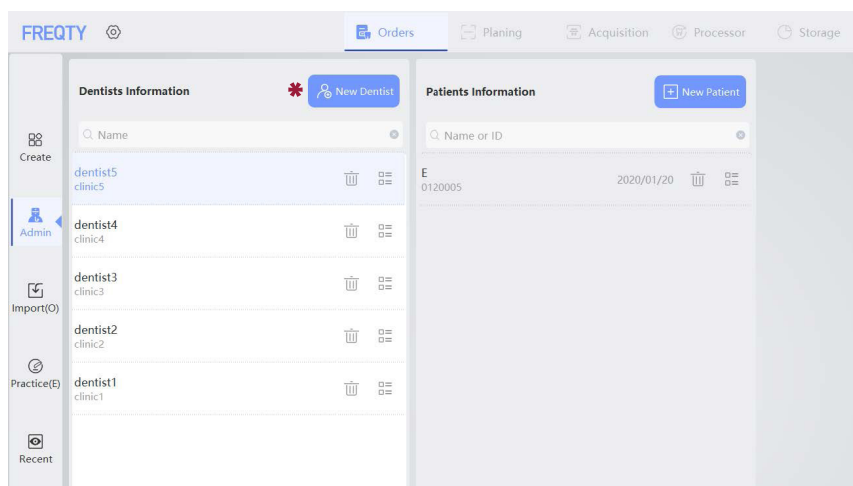 FREQTY
Orders
Planing
Acquisition
Processor
Storage
Create
Admin
Import(O)
Practice(E)
Recent
Dentists Information
New Dentist
Name
dentist5
clinic5
dentist4
clinic4
dentist3
clinic3
dentist2
clinic2
dentist1
clinic1
Patients Information
New Patient
Name or ID
E 2020/01/20
0120005